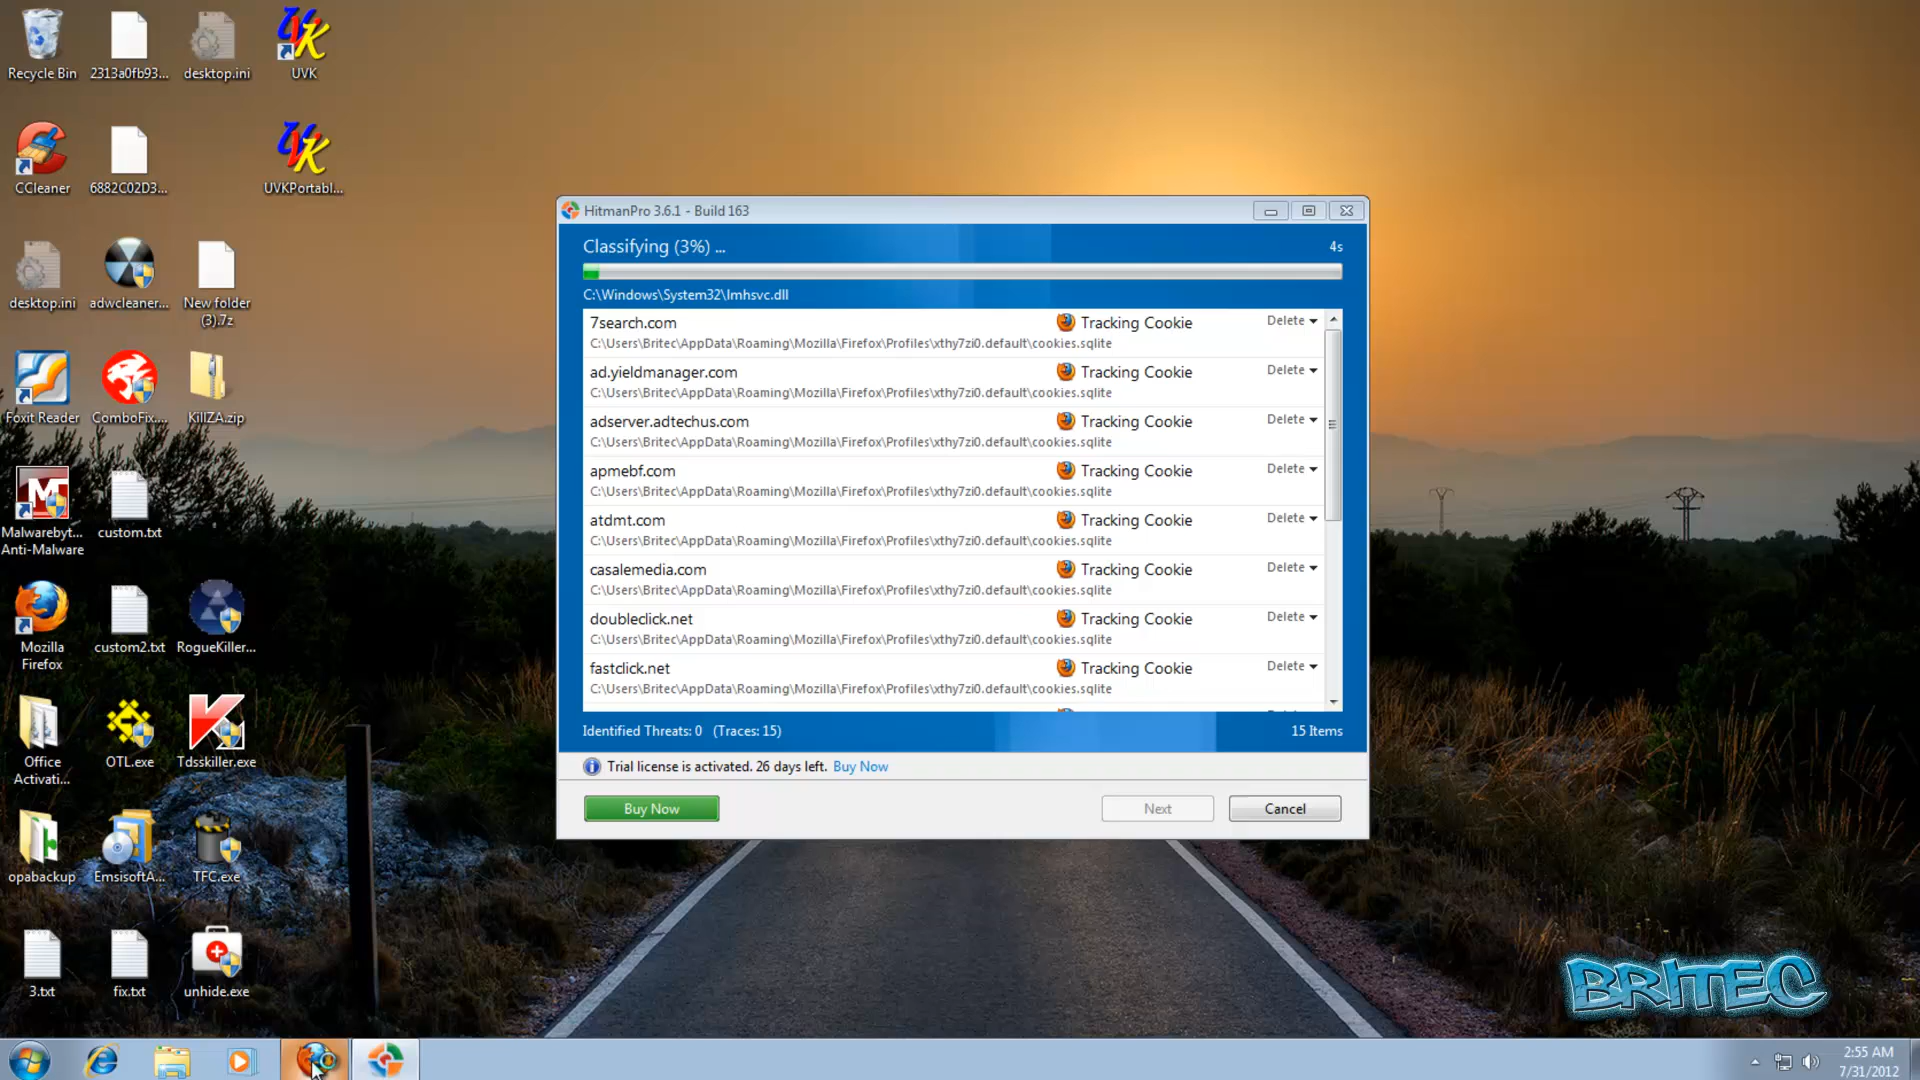 Recycle Bin
2313a0fb93...
desktop.ini
UVK
CCleaner
6882C02D3...
UVKPortabl...
desktop.ini
adwcleaner...
New folder
(3).7z
Foxit Reader
ComboFix....
KillZA.zip
Malwarebyt...
Anti-Malware
custom.txt
Mozilla
Firefox
custom2.txt
RogueKiller...
Office
Activati...
OTL.exe
Tdsskiller.exe
opabackup
EmsisoftA...
TFC.exe
3.txt
fix.txt
unhide.exe
HitmanPro 3.6.1 - Build 163
Classifying (3%) ...
4s
C:\Windows\System32\lmhsvc.dll
7search.com Tracking Cookie Delete
C:\Users\Britec\AppData\Roaming\Mozilla\Firefox\Profiles\xthy7zi0.default\cookies.sqlite
ad.yieldmanager.com Tracking Cookie Delete
C:\Users\Britec\AppData\Roaming\Mozilla\Firefox\Profiles\xthy7zi0.default\cookies.sqlite
adserver.adtechus.com Tracking Cookie Delete
C:\Users\Britec\AppData\Roaming\Mozilla\Firefox\Profiles\xthy7zi0.default\cookies.sqlite
apmebf.com Tracking Cookie Delete
C:\Users\Britec\AppData\Roaming\Mozilla\Firefox\Profiles\xthy7zi0.default\cookies.sqlite
atdmt.com Tracking Cookie Delete
C:\Users\Britec\AppData\Roaming\Mozilla\Firefox\Profiles\xthy7zi0.default\cookies.sqlite
casalemedia.com Tracking Cookie Delete
C:\Users\Britec\AppData\Roaming\Mozilla\Firefox\Profiles\xthy7zi0.default\cookies.sqlite
doubleclick.net Tracking Cookie Delete
C:\Users\Britec\AppData\Roaming\Mozilla\Firefox\Profiles\xthy7zi0.default\cookies.sqlite
fastclick.net Tracking Cookie Delete
C:\Users\Britec\AppData\Roaming\Mozilla\Firefox\Profiles\xthy7zi0.default\cookies.sqlite
Identified Threats: 0 (Traces: 15)
15 Items
Trial license is activated. 26 days left. Buy Now
Buy Now
Next
Cancel
BRITEC
2:55 AM
7/31/2012